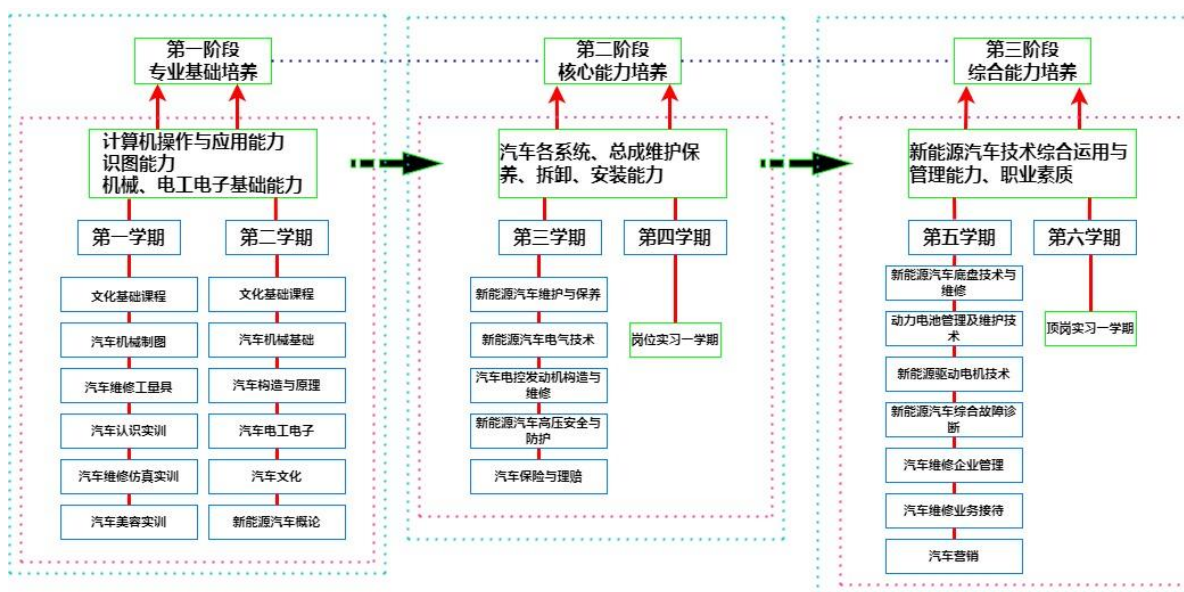 第一阶段
专业基础培养
计算机操作与应用能力
识图能力
机械、电工电子基础能力
第一学期
文化基础课程
汽车机械制图
汽车维修工量具
汽车认识实训
汽车维修仿真实训
汽车美容实训
第二学期
文化基础课程
汽车机械基础
汽车构造与原理
汽车电工电子
汽车文化
新能源汽车概论
第二阶段
核心能力培养
汽车各系统、总成维护保
养、拆卸、安装能力
第三学期
新能源汽车维护与保养
新能源汽车电气技术
汽车电控发动机构造与
维修
新能源汽车高压安全与
防护
汽车保险与理赔
第四学期
岗位实习一学期
第三阶段
综合能力培养
新能源汽车技术综合运用与
管理能力、职业素质
第五学期
新能源汽车底盘技术与
维修
动力电池管理及维护技
术
新能源驱动电机技术
新能源汽车综合故障诊
断
汽车维修企业管理
汽车维修业务接待
汽车营销
第六学期
顶岗实习一学期